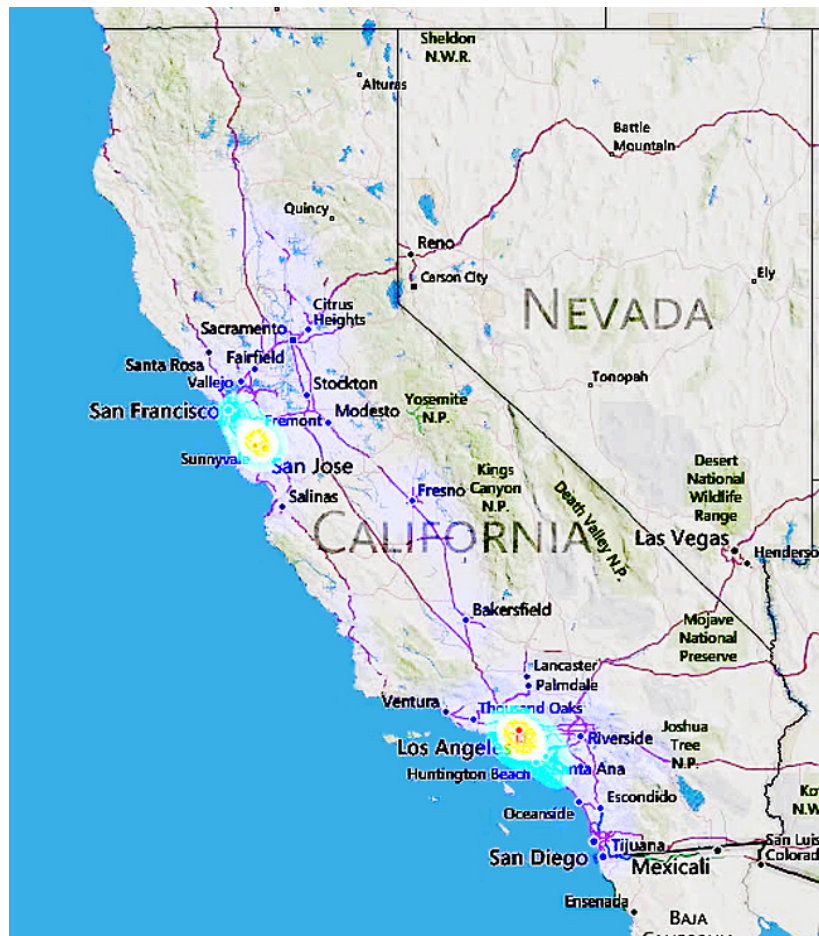 Sheldon
N.W.R.
Alturas
Battle
Mountain
Quincy
Reno
Carson City
Ely
NEVADA
Citrus
Heights
Sacramento
Santa Rosa
Fairfield
Vallejo
Stockton
Tonopah
San Francisco
Modesto
Yosemite
N.P.
Fremont
Sunnyvale
San Jose
Kings
Canyon
N.P.
Desert
National
Wildlife
Range
Salinas
Fresno
Death Valley N.P.
CALIFORNIA
Las Vegas
Henderso
Bakersfield
Mojave
National
Preserve
Lancaster
Palmdale
Ventura
Thousand Oaks
Los Angeles
Riverside
Joshua
Tree
N.P.
Huntington Beach
nta Ana
Oceanside
Escondido
Ko
N.W
San Diego
Tijuana
Mexicali
San Luis
Colorad
Ensenada
BAJA